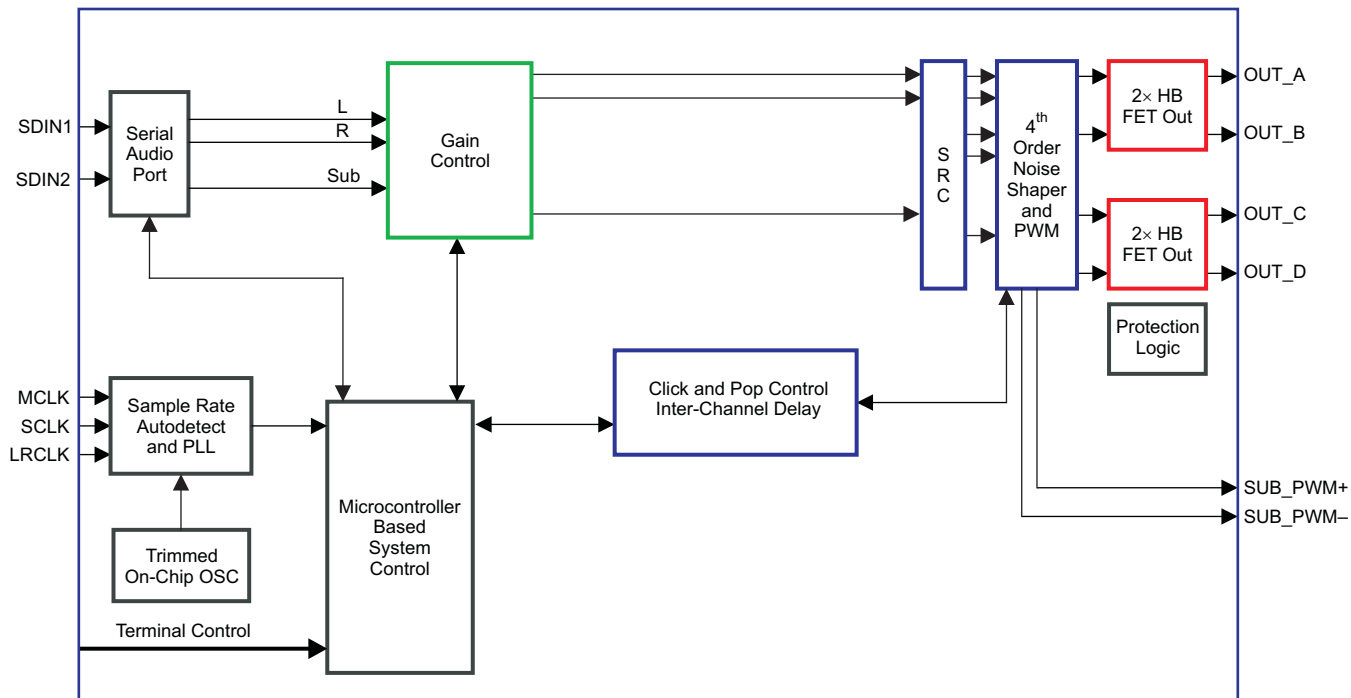 SDIN1
SDIN2
Serial
Audio
Port
L
R
Sub
Gain
Control
S
R
C
4th
Order
Noise
Shaper
and
PWM
2× HB
FET Out
OUT_A
OUT_B
2× HB
FET Out
OUT_C
OUT_D
Protection
Logic
MCLK
SCLK
LRCLK
Sample Rate
Autodetect
and PLL
Click and Pop Control
Inter-Channel Delay
Microcontroller
Based
System
Control
SUB_PWM+
SUB_PWM–
Trimmed
On-Chip OSC
Terminal Control